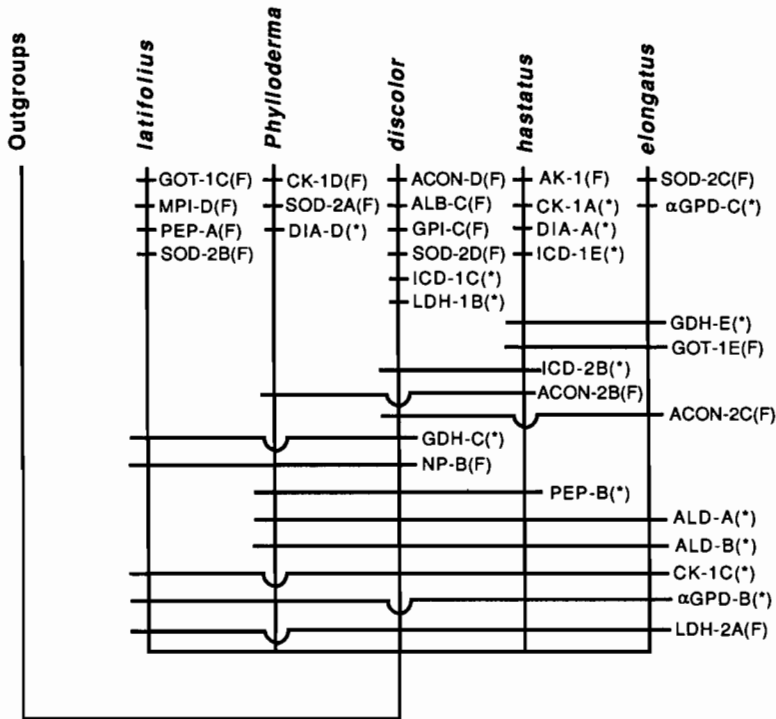 Outgroups
latifolius
Phylloderma
discolor
hastatus
elongatus
GOT-1C(F)
CK-1D(F)
ACON-D(F)
AK-1(F)
SOD-2C(F)
MPI-D(F)
SOD-2A(F)
ALB-C(F)
CK-1A(*)
αGPD-C(*)
PEP-A(F)
DIA-D(*)
GPI-C(F)
DIA-A(*)
SOD-2B(F)
SOD-2D(F)
ICD-1E(*)
ICD-1C(*)
LDH-1B(*)
GDH-E(*)
GOT-1E(F)
ICD-2B(*)
ACON-2B(F)
ACON-2C(F)
GDH-C(*)
NP-B(F)
PEP-B(*)
ALD-A(*)
ALD-B(*)
CK-1C(*)
αGPD-B(*)
LDH-2A(F)